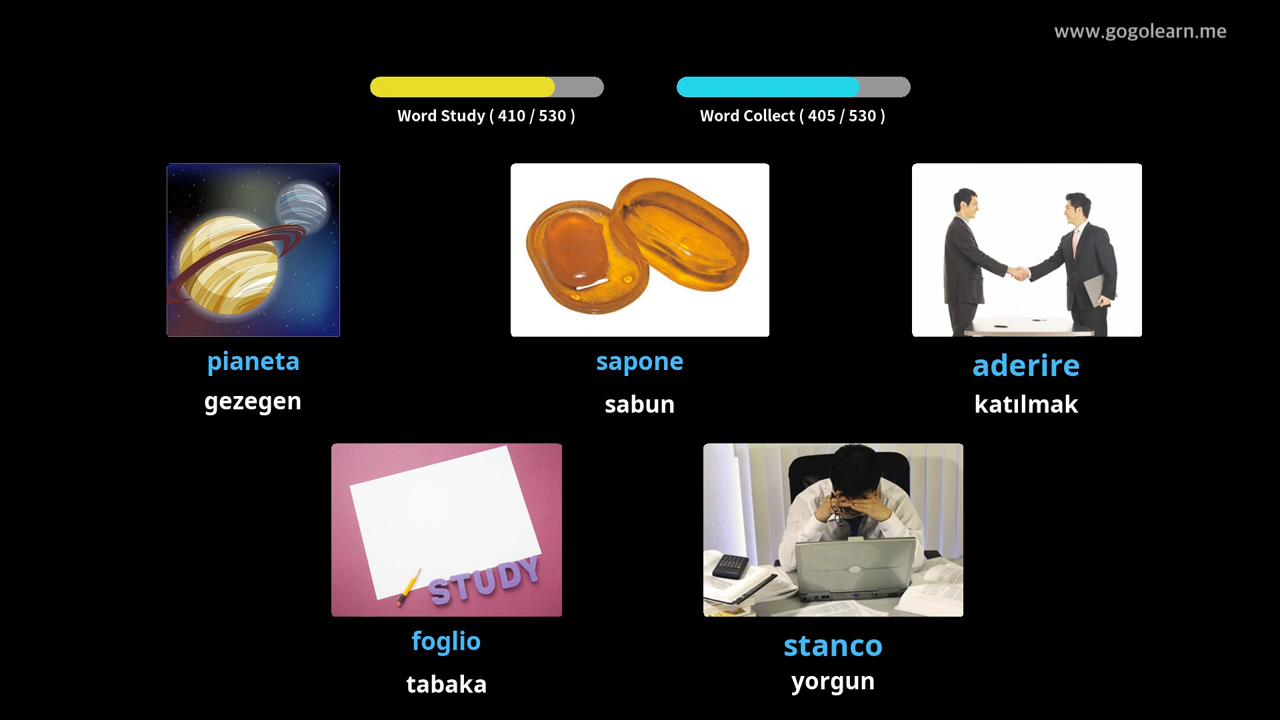 www.gogolearn.me
Word Study ( 410 / 530 )
Word Collect ( 405 / 530 )
pianeta
gezegen
sapone
sabun
aderire
katılmak
STUDY
foglio
tabaka
stanco
yorgun